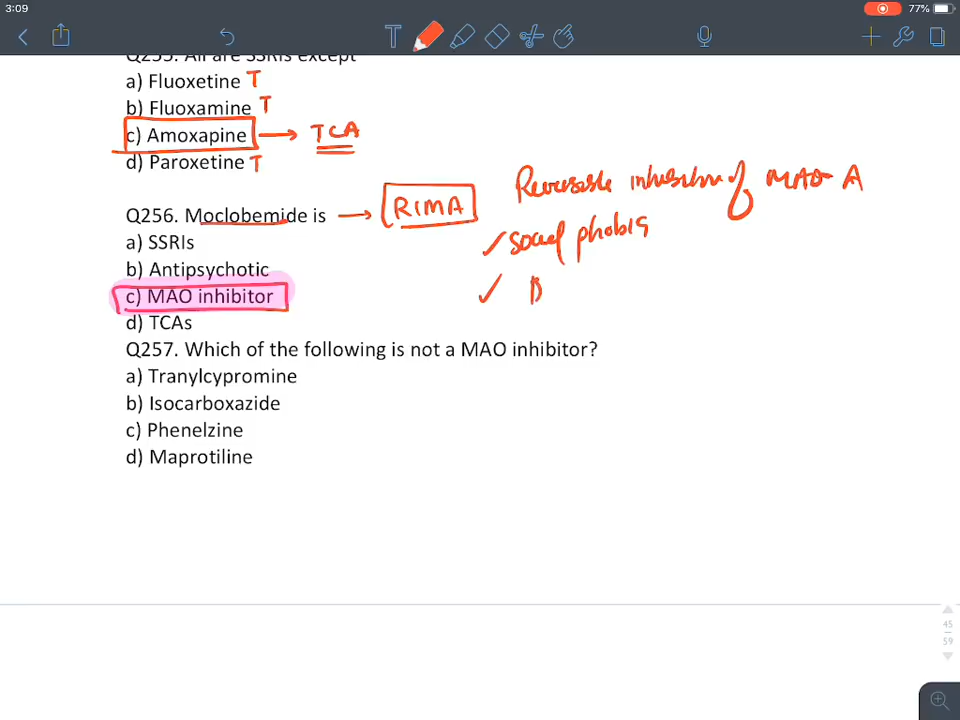 3:09
77%
T
Q255. All are SSRIs except
a) Fluoxetine T
b) Fluoxamine T
c) Amoxapine → TCA
d) Paroxetine T
Reversible inhibitor of MAO-A
Q256. Moclobemide is → RIMA
✓ social phobia
a) SSRIs
b) Antipsychotic
✓ D
c) MAO inhibitor
d) TCAs
Q257. Which of the following is not a MAO inhibitor?
a) Tranylcypromine
b) Isocarboxazide
c) Phenelzine
d) Maprotiline
45
59